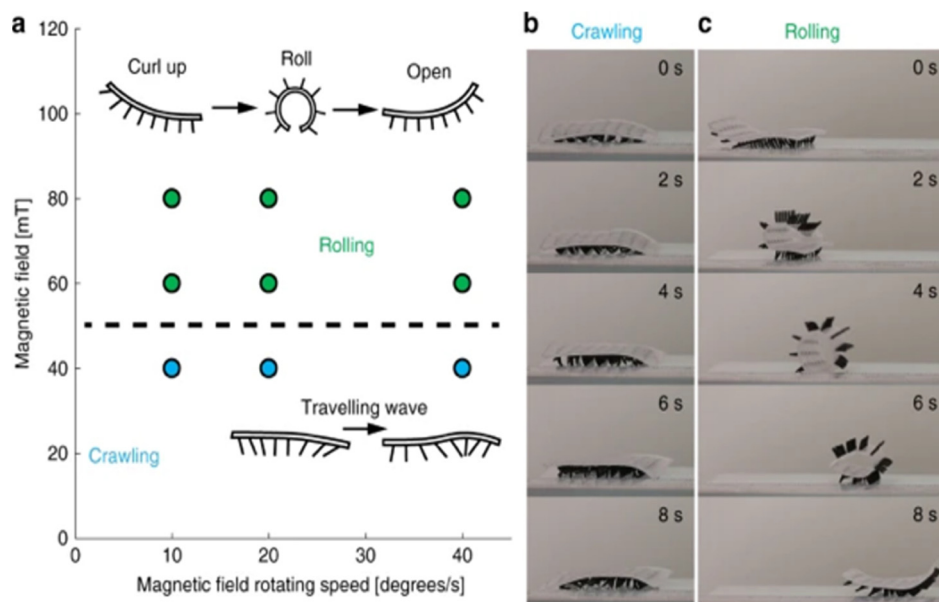 a
120
100
80
60
40
20
0
Magnetic field [mT]
Curl up
Roll
Open
Rolling
Travelling wave
Crawling
0
10
20
30
40
Magnetic field rotating speed [degrees/s]
b
Crawling
0 s
2 s
4 s
6 s
8 s
c
Rolling
0 s
2 s
4 s
6 s
8 s